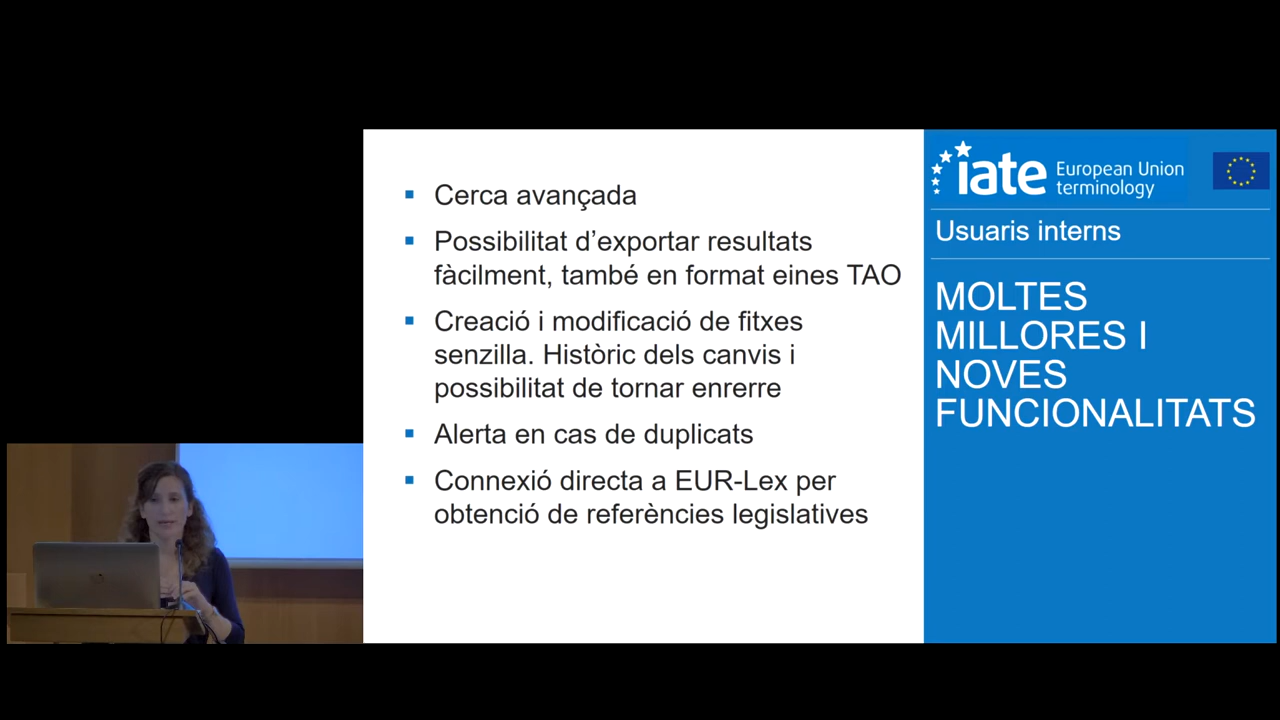 Cerca avançada
Possibilitat d’exportar resultats
fàcilment, també en format eines TAO
Creació i modificació de fitxes
senzilla. Històric dels canvis i
possibilitat de tornar enrerre
Alerta en cas de duplicats
Connexió directa a EUR-Lex per
obtenció de referències legislatives
iate European Union
terminology
Usuaris interns
MOLTES
MILLORES I
NOVES
FUNCIONALITATS